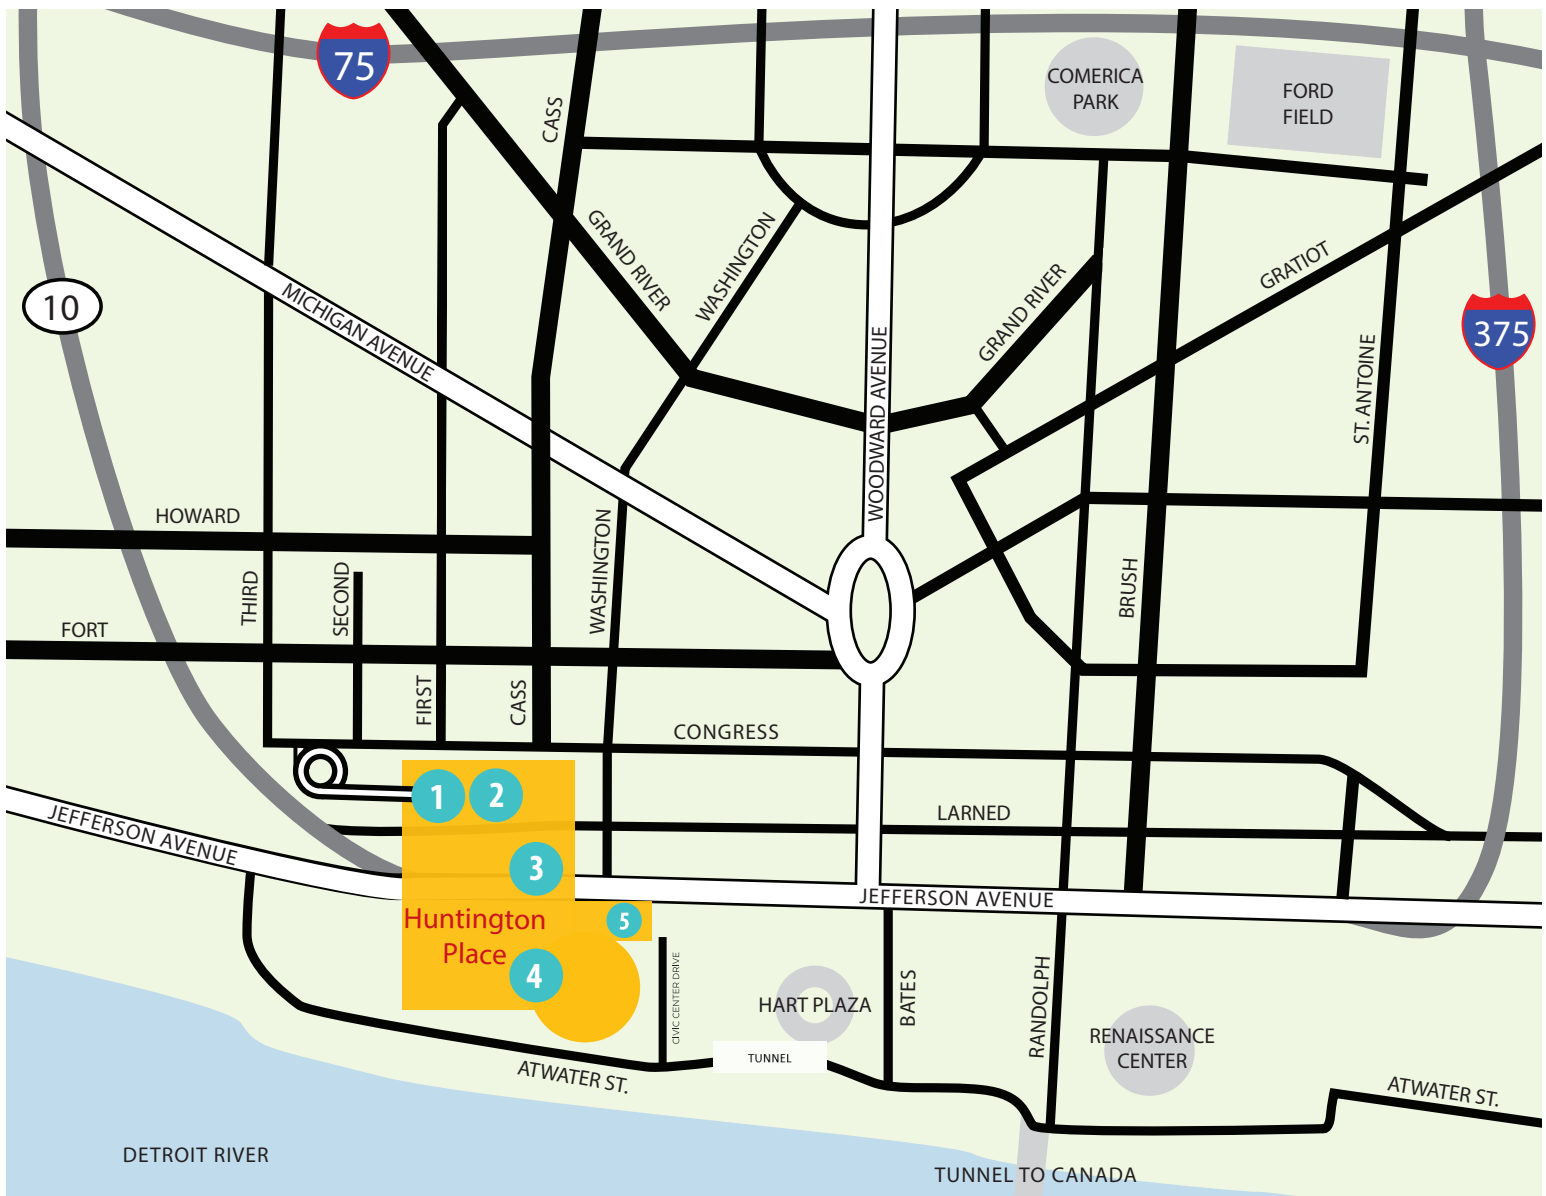 75
COMERICA
PARK
FORD
FIELD
CASS
GRAND RIVER
WASHINGTON
GRATIOT
10
MICHIGAN AVENUE
GRAND RIVER
375
WOODWARD AVENUE
ST. ANTOINE
HOWARD
WASHINGTON
THIRD
SECOND
BRUSH
FORT
FIRST
CASS
CONGRESS
1
2
LARNED
JEFFERSON AVENUE
3
JEFFERSON AVENUE
Huntington
Place
5
4
CIVIC CENTER DRIVE
HART PLAZA
BATES
RANDOLPH
RENAISSANCE
CENTER
TUNNEL
ATWATER ST.
ATWATER ST.
DETROIT RIVER
TUNNEL TO CANADA